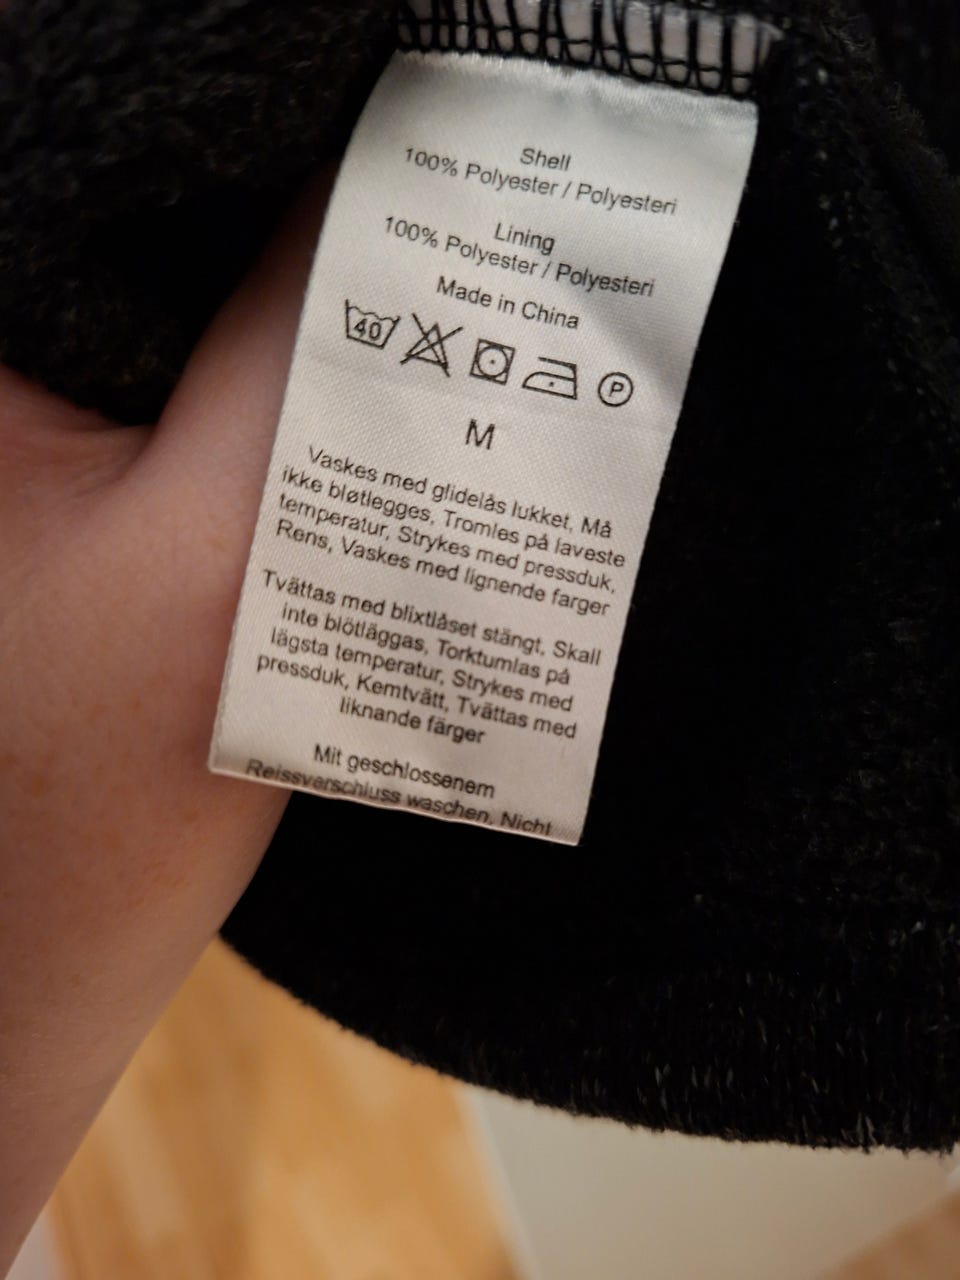 Shell
100% Polyester / Polyesteri
Lining
100% Polyester / Polyesteri
Made in China
40 P
M
Vaskes med glidelås lukket, Må
ikke bløtlegges, Tromles på laveste
temperatur, Strykes med pressduk,
Rens, Vaskes med lignende farger
Tvättas med blixtlåset stängt, Skall
inte blötläggas, Torktumlas på
lägsta temperatur, Strykes med
pressduk, Kemtvätt, Tvättas med
liknande färger
Mit geschlossenem
Reissverschluss waschen, Nicht